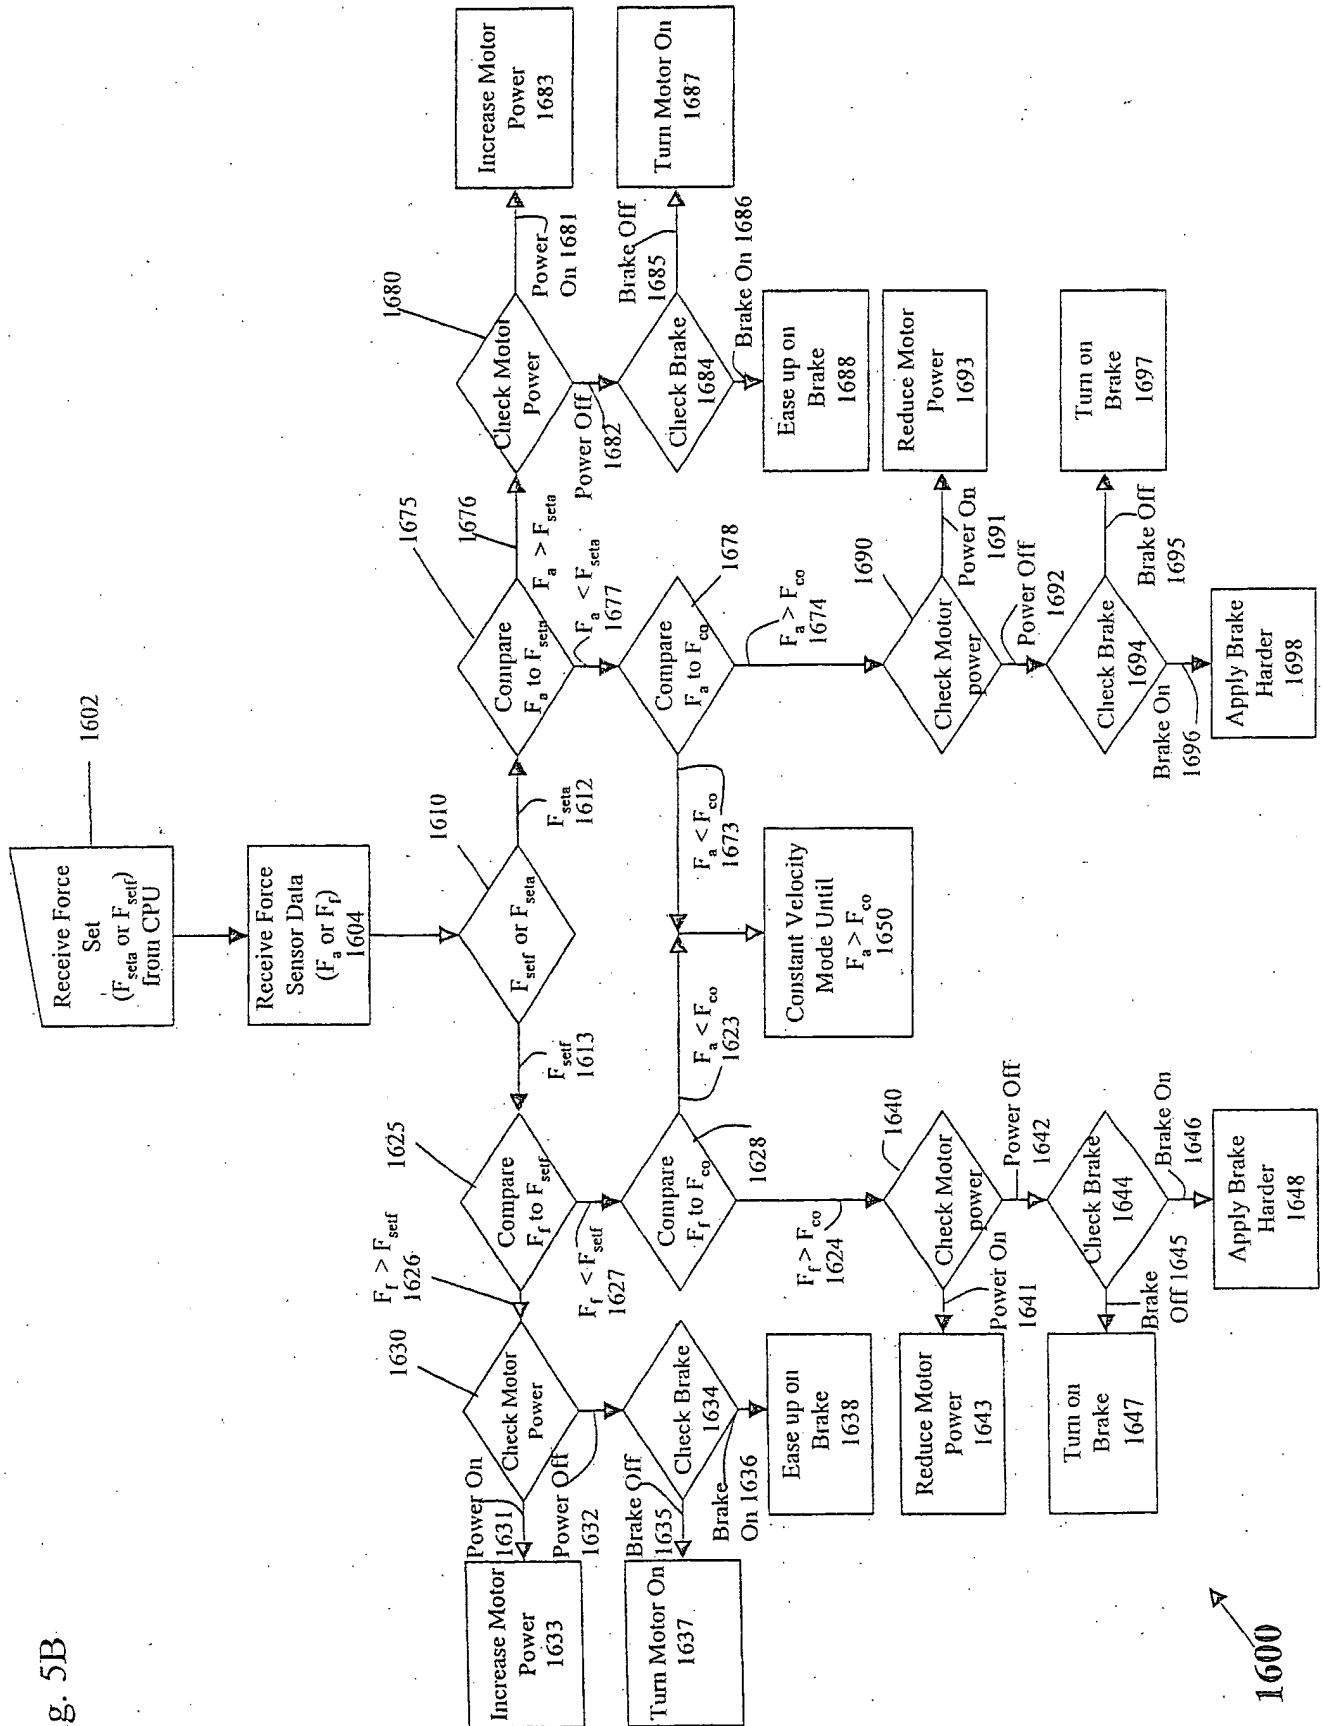 g. 5B
1600
1602
Receive Force
Set
(F_seta or F_setf)
from CPU
Receive Force
Sensor Data
(F_a or F_f)
1604
1610
F_setf or F_seta
F_setf
1613
F_seta
1612
1625
Compare
F_f to F_setf
F_f > F_setf
1626
F_f < F_setf
1627
1630
Check Motor
Power
Power On
1631
Increase Motor
Power
1633
Power Off
1632
Check Brake
1634
Brake Off
1635
Turn Motor On
1637
Brake
On 1636
Ease up on
Brake
1638
Compare
F_f to F_co
1628
F_a < F_co
1623
F_f > F_co
1624
1640
Check Motor
power
Power On
1641
Reduce Motor
Power
1643
Power Off
1642
Check Brake
1644
Brake
Off 1645
Turn on
Brake
1647
Brake On
1646
Apply Brake
Harder
1648
Constant Velocity
Mode Until
F_a > F_co
1650
1675
Compare
F_a to F_seta
1676
F_a > F_seta
F_a < F_seta
1677
1680
Check Motor
Power
Power
On 1681
Increase Motor
Power
1683
Power Off
1682
Check Brake
1684
Brake Off
1685
Turn Motor On
1687
Brake On 1686
Ease up on
Brake
1688
1678
Compare
F_a to F_co
F_a < F_co
1673
F_a > F_co
1674
1690
Check Motor
power
Power On
1691
Reduce Motor
Power
1693
Power Off
1692
Check Brake
1694
Brake Off
1695
Turn on
Brake
1697
Brake On
1696
Apply Brake
Harder
1698